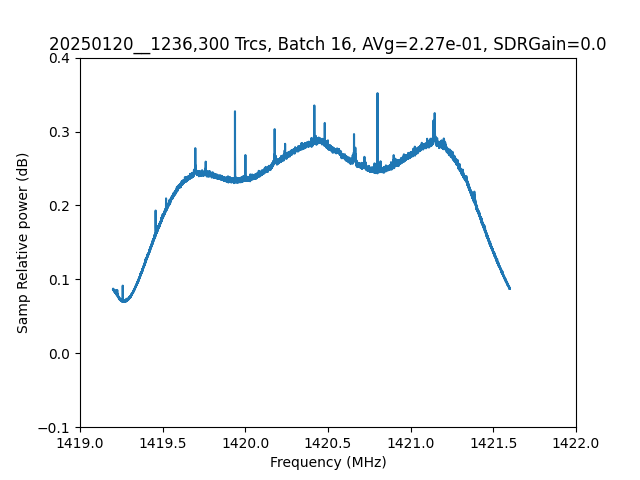 20250120__1236,300 Trcs, Batch 16, AVg=2.27e-01, SDRGain=0.0
0.4
0.3
0.2
0.1
0.0
−0.1
Samp Relative power (dB)
1419.0 1419.5 1420.0 1420.5 1421.0 1421.5 1422.0
Frequency (MHz)